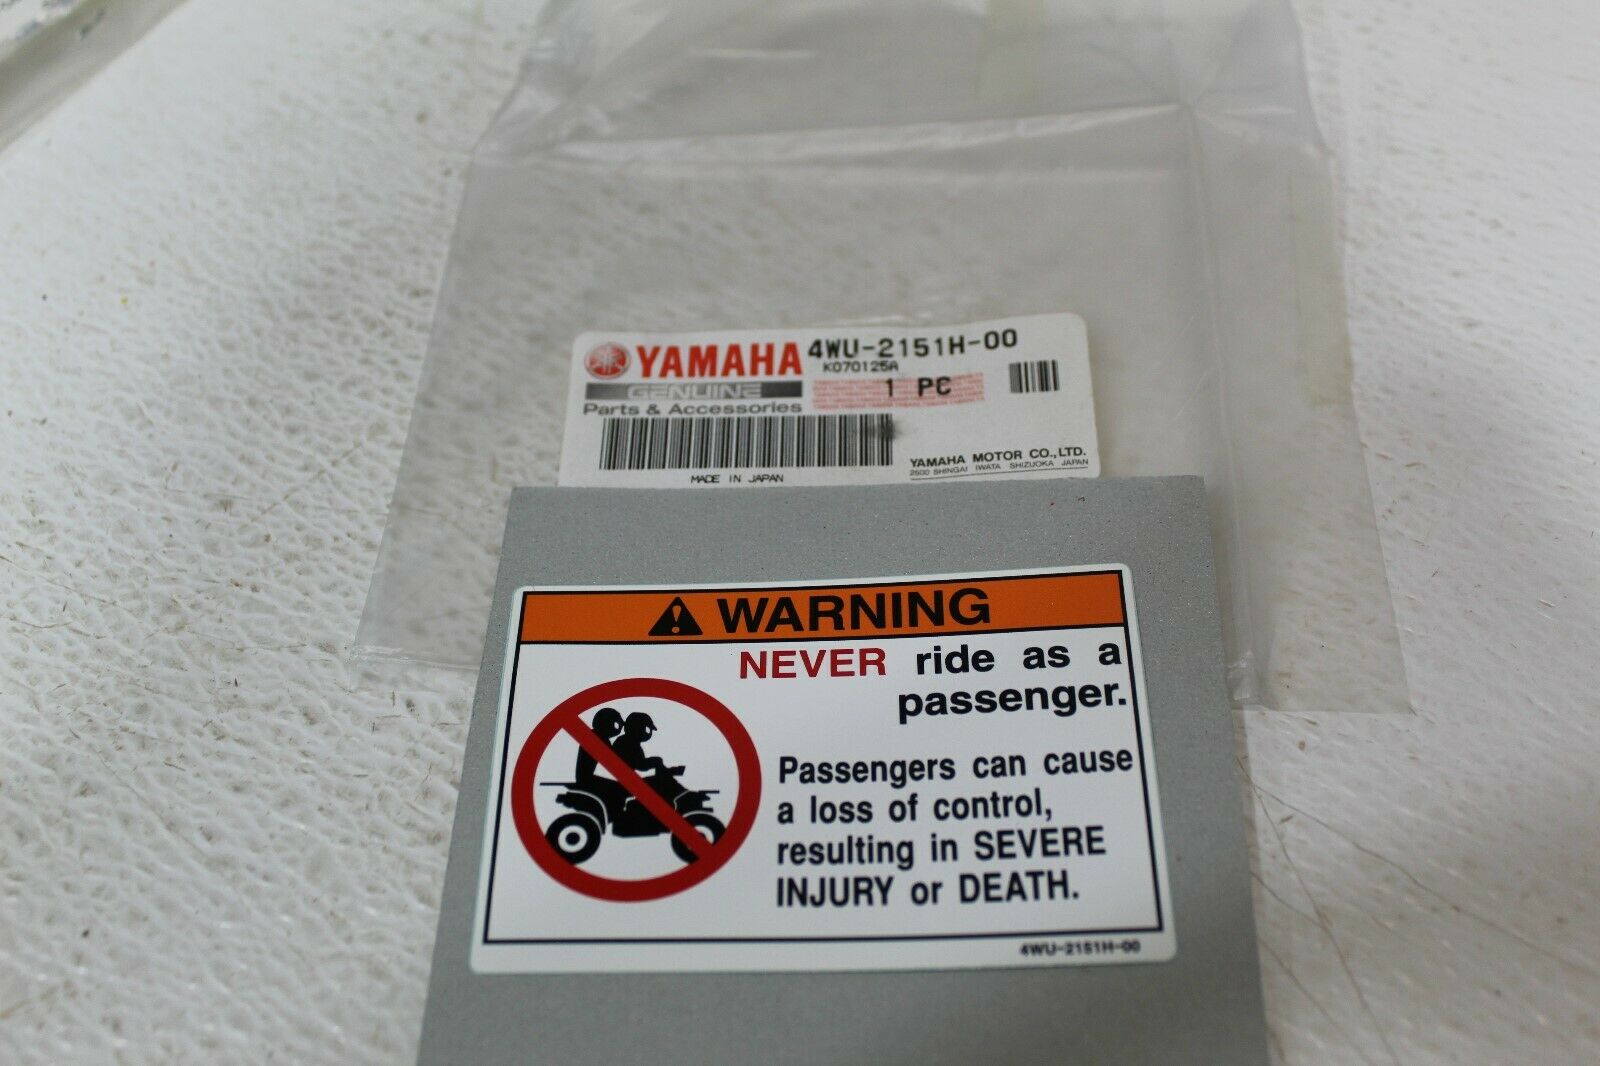 YAMAHA 4WU-2151H-00
K070125A
GENUINE 1 PC
Parts & Accessories
YAMAHA MOTOR CO.,LTD.
2500 SHINGAI IWATA SHIZUOKA JAPAN
MADE IN JAPAN
WARNING
NEVER ride as a
passenger.
Passengers can cause
a loss of control,
resulting in SEVERE
INJURY or DEATH.
4WU-2151H-00